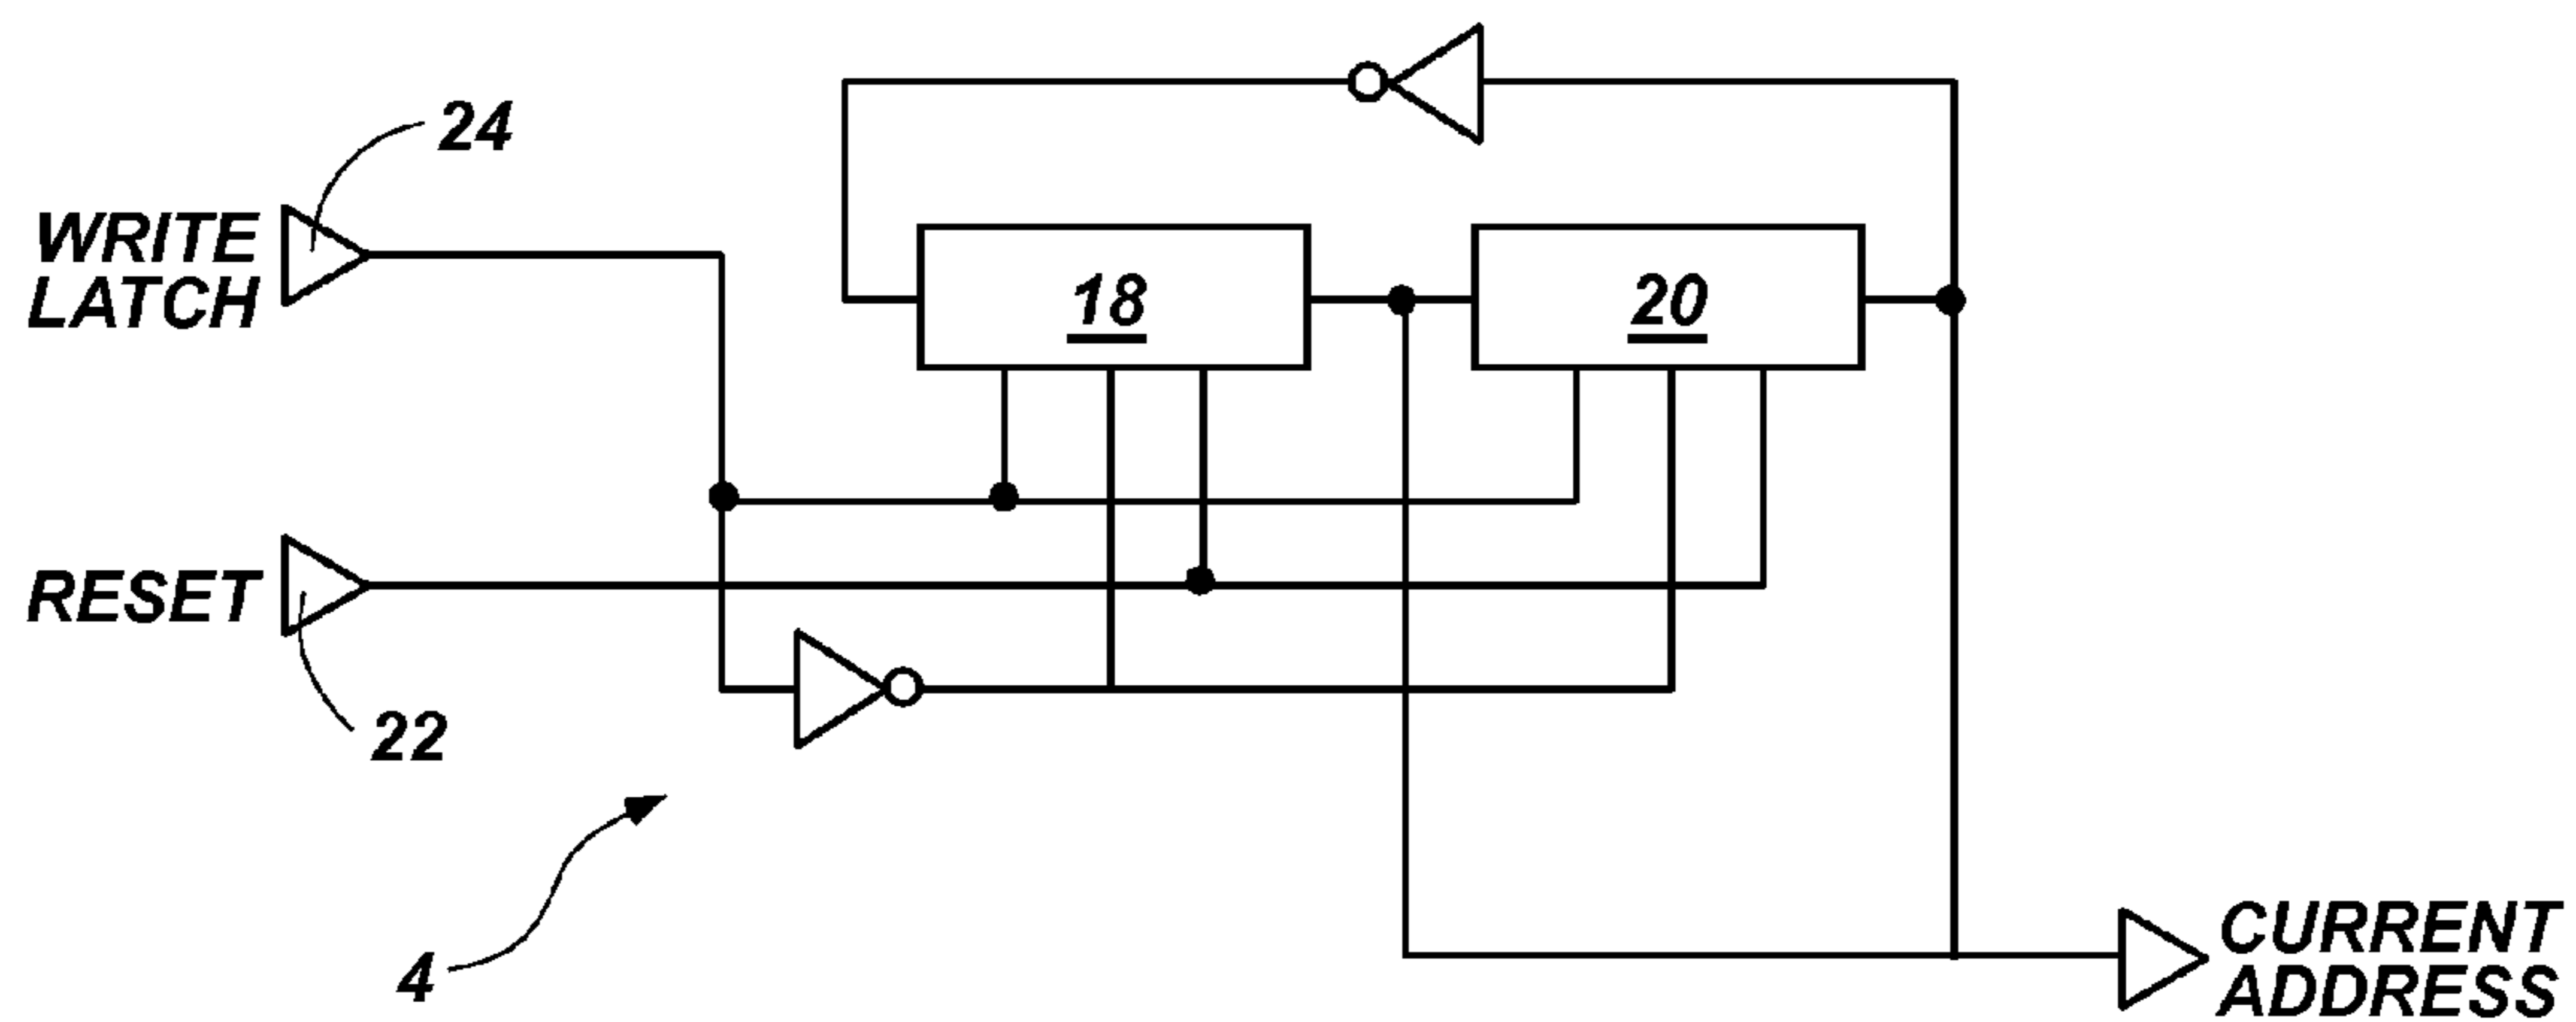 24
WRITE
LATCH
18
20
RESET
22
4
CURRENT
ADDRESS